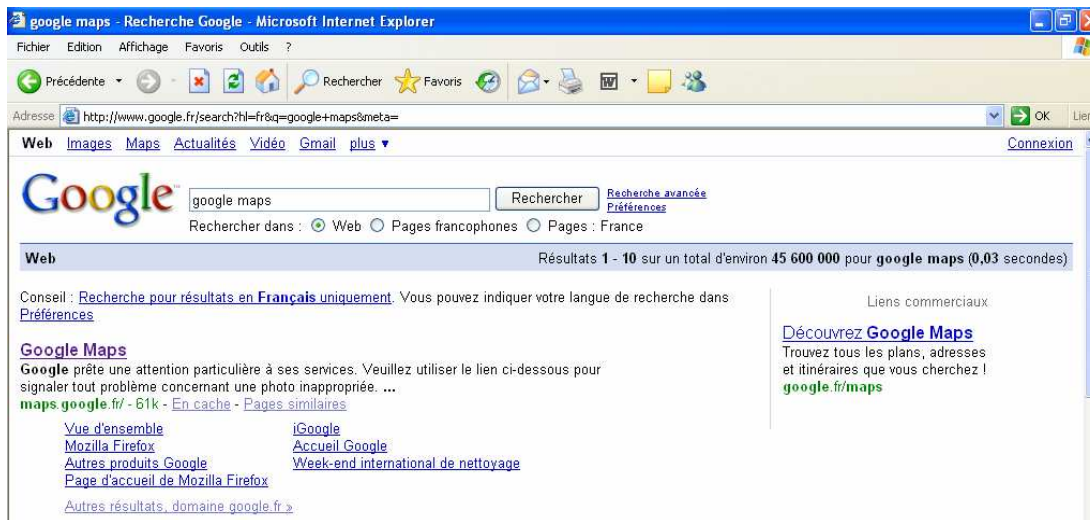 google maps - Recherche Google - Microsoft Internet Explorer
Fichier Edition Affichage Favoris Outils ?
Précédente Rechercher Favoris
Adresse http://www.google.fr/search?hl=fr&q=google+maps&meta= OK Lien
Web Images Maps Actualités Vidéo Gmail plus ▼ Connexion
Google™ google maps Rechercher Recherche avancée
Préférences
Rechercher dans : Web Pages francophones Pages : France
Web Résultats 1 - 10 sur un total d'environ 45 600 000 pour google maps (0,03 secondes)
Conseil : Recherche pour résultats en Français uniquement. Vous pouvez indiquer votre langue de recherche dans
Préférences
Google Maps
Google prête une attention particulière à ses services. Veuillez utiliser le lien ci-dessous pour
signaler tout problème concernant une photo inappropriée. ...
maps.google.fr/ - 61k - En cache - Pages similaires
Vue d'ensemble iGoogle
Mozilla Firefox Accueil Google
Autres produits Google Week-end international de nettoyage
Page d'accueil de Mozilla Firefox
Autres résultats, domaine google.fr »
Liens commerciaux
Découvrez Google Maps
Trouvez tous les plans, adresses
et itinéraires que vous cherchez !
google.fr/maps